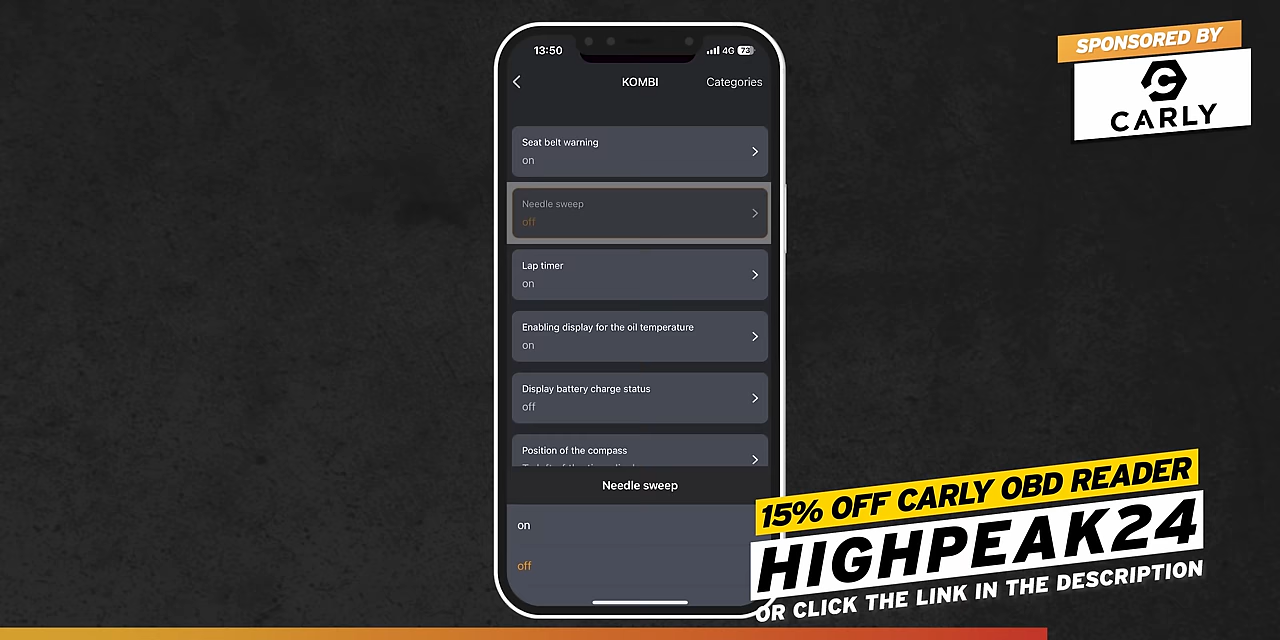 13:50
4G 73
KOMBI
Categories
Seat belt warning
on
Needle sweep
off
Lap timer
on
Enabling display for the oil temperature
on
Display battery charge status
off
Position of the compass
Needle sweep
on
off
SPONSORED BY
CARLY
15% OFF CARLY OBD READER
HIGHPEAK24
OR CLICK THE LINK IN THE DESCRIPTION